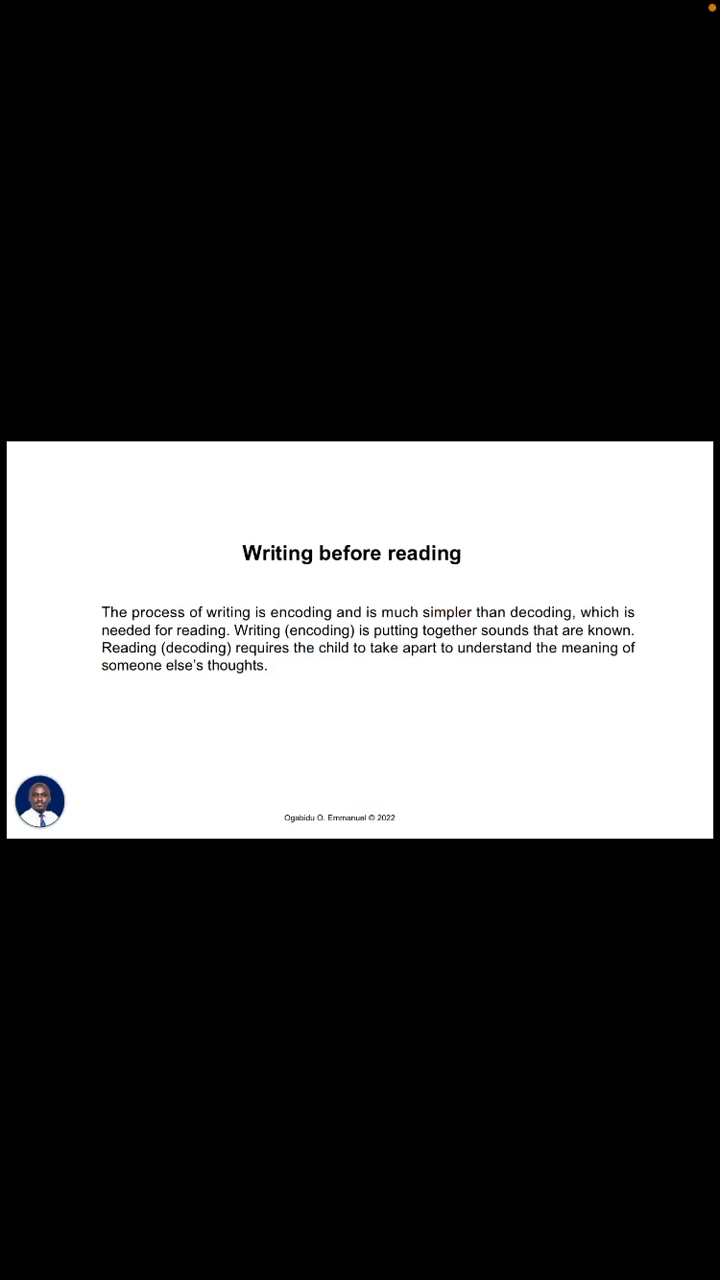 Writing before reading
The process of writing is encoding and is much simpler than decoding, which is
needed for reading. Writing (encoding) is putting together sounds that are known.
Reading (decoding) requires the child to take apart to understand the meaning of
someone else's thoughts.
Ogabidu O. Emmanuel © 2022